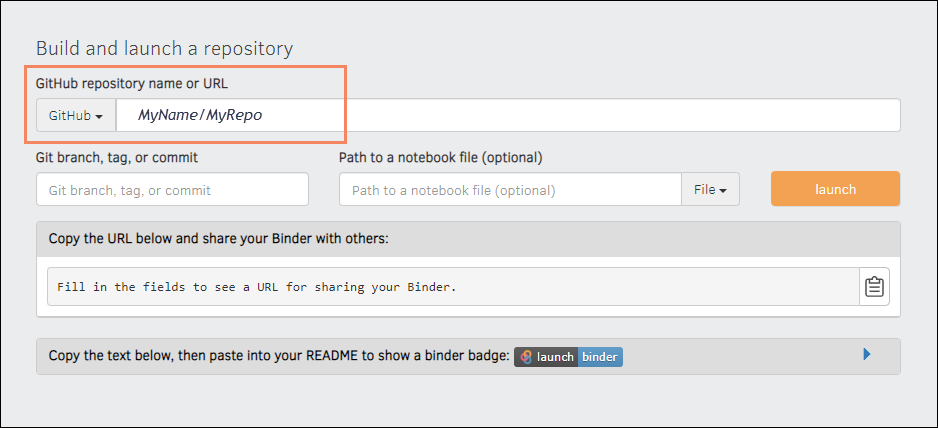 Build and launch a repository
GitHub repository name or URL
GitHub MyName/MyRepo
Git branch, tag, or commit Path to a notebook file (optional)
Git branch, tag, or commit Path to a notebook file (optional) File launch
Copy the URL below and share your Binder with others:
Fill in the fields to see a URL for sharing your Binder.
Copy the text below, then paste into your README to show a binder badge: launch binder